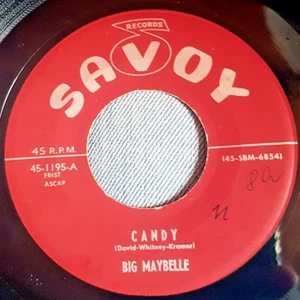 RECORDS
SAVOY
45 R.P.M.
45-1195-A
FRIST
ASCAP
(45-SBM-6854)
CANDY
(David-Whitney-Kramer)
BIG MAYBELLE